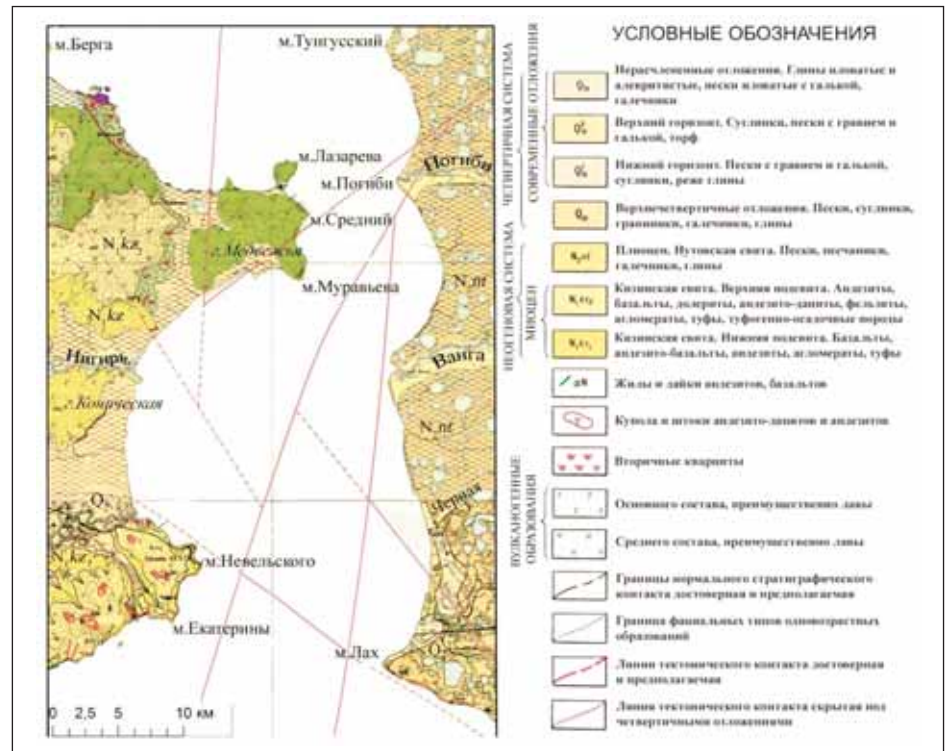 м.Берга
м.Тунгусский
м.Лазарева
Погиби
м.Погиби
м.Средний
г.Медвежья
N₁kz
м.Муравьева
N₂nt
N₁kz
Нигирь
Ванга
г.Коническая
N₂nt
Черная
Q
м.Невельского
N₁kz
м.Екатерины
м.Лах
Q
0 2,5 5 10 км
УСЛОВНЫЕ ОБОЗНАЧЕНИЯ
ЧЕТВЕРТИЧНАЯ СИСТЕМА
СОВРЕМЕННЫЕ ОТЛОЖЕНИЯ
Нерасчлененные отложения. Глины иловатые и
алевритистые, пески иловатые с галькой,
галечники
Верхний горизонт. Суглинки, пески с гравием и
галькой, торф
Нижний горизонт. Пески с гравием и галькой,
суглинки, реже глины
Верхнечетвертичные отложения. Пески, суглинки,
гравийники, галечники, глины
НЕОГЕНОВАЯ СИСТЕМА
Плиоцен. Нутовская свита. Пески, песчаники,
галечники, глины
МИОЦЕН
Кизинская свита. Верхняя подсвита. Андезиты,
базальты, долериты, андезито-дациты, фельзиты,
агломераты, туфы, туфогенно-осадочные породы
Кизинская свита. Нижняя подсвита. Базальты,
андезито-базальты, андезиты, агломераты, туфы
Жилы и дайки андезитов, базальтов
Купола и штоки андезито-дацитов и андезитов
Вторичные кварциты
ВУЛКАНОГЕННЫЕ
ОБРАЗОВАНИЯ
Основного состава, преимущественно лавы
Среднего состава, преимущественно лавы
Границы нормального стратиграфического
контакта достоверная и предполагаемая
Граница фациальных типов одновозрастных
образований
Линии тектонического контакта достоверная
и предполагаемая
Линия тектонического контакта скрытая под
четвертичными отложениями